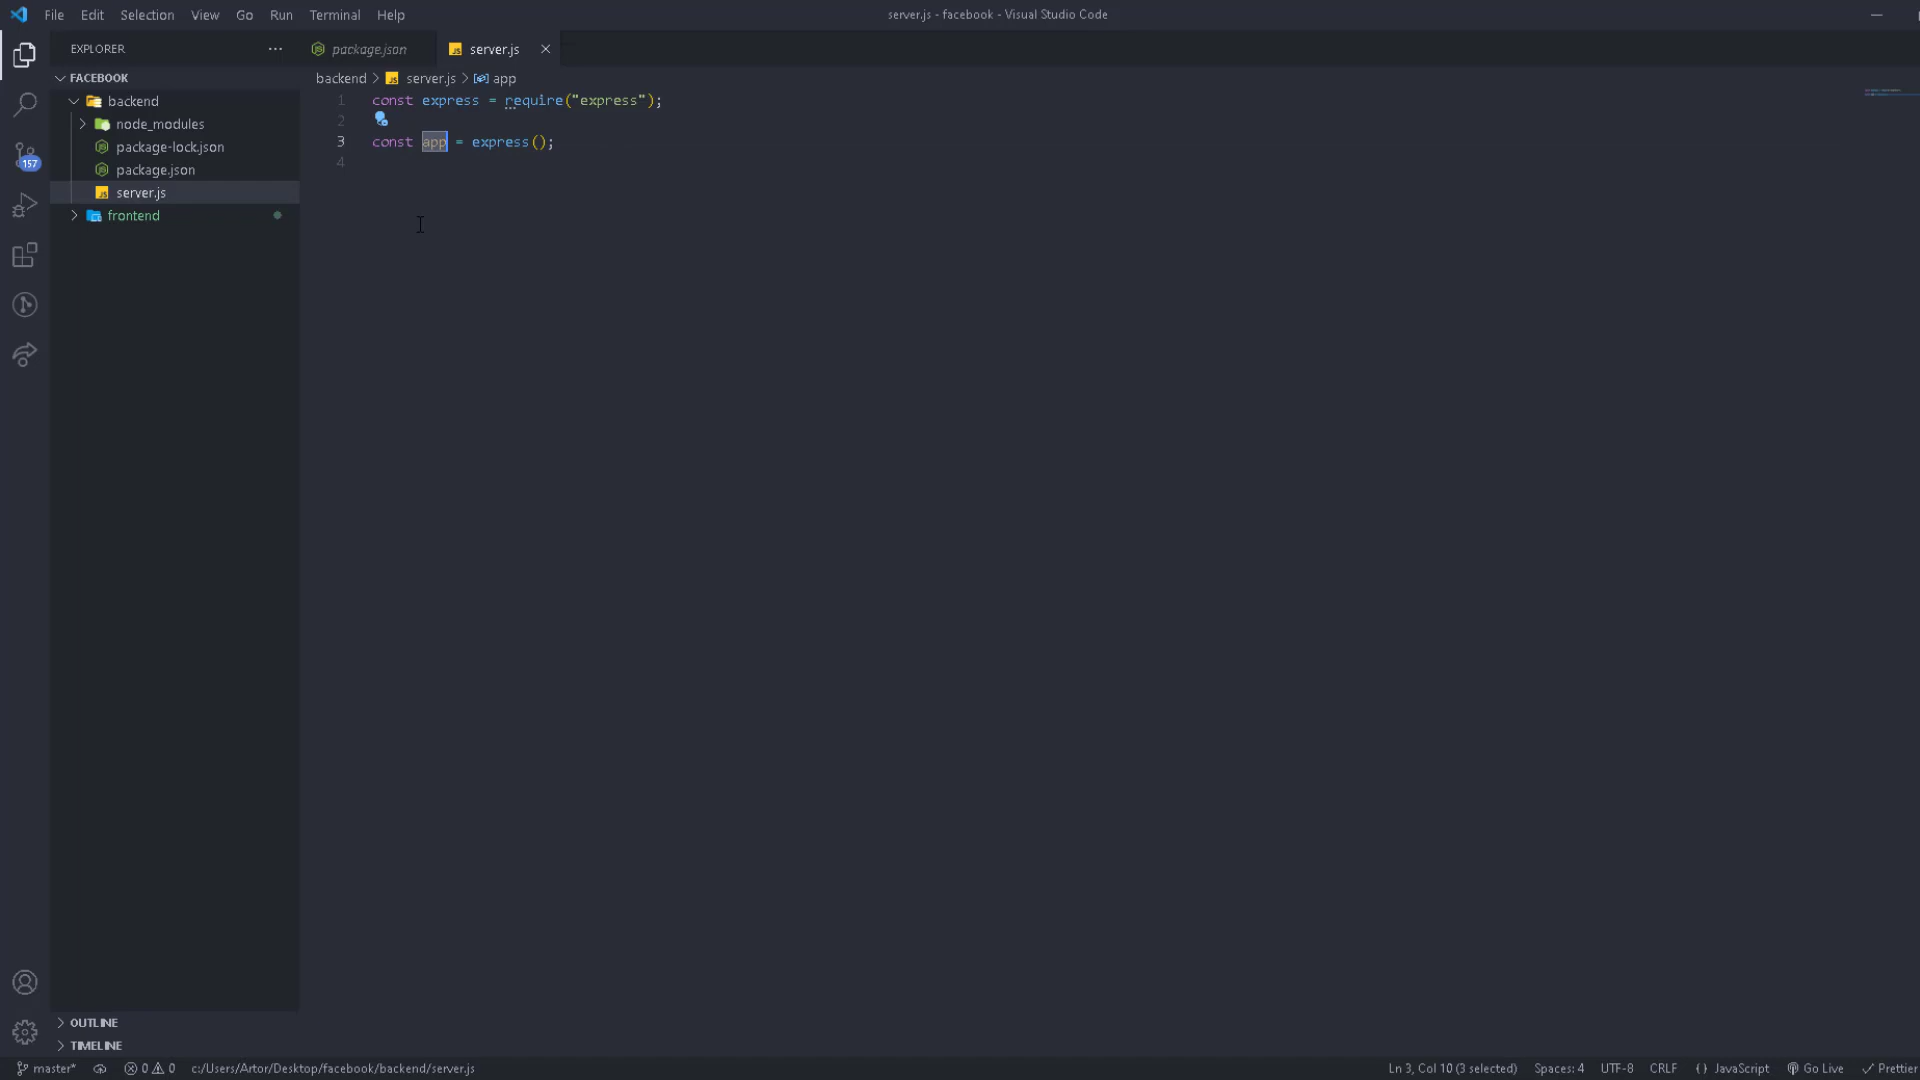 File Edit Selection View Go Run Terminal Help
server.js - facebook - Visual Studio Code
EXPLORER
package.json
server.js
FACEBOOK
backend > server.js > app
backend
node_modules
package-lock.json
package.json
server.js
frontend
157
1 const express = require("express");
2
3 const app = express();
4
OUTLINE
TIMELINE
master* 0 0 c:/Users/Artor/Desktop/facebook/backend/server.js
Ln 3, Col 10 (3 selected) Spaces: 4 UTF-8 CRLF JavaScript Go Live Prettier